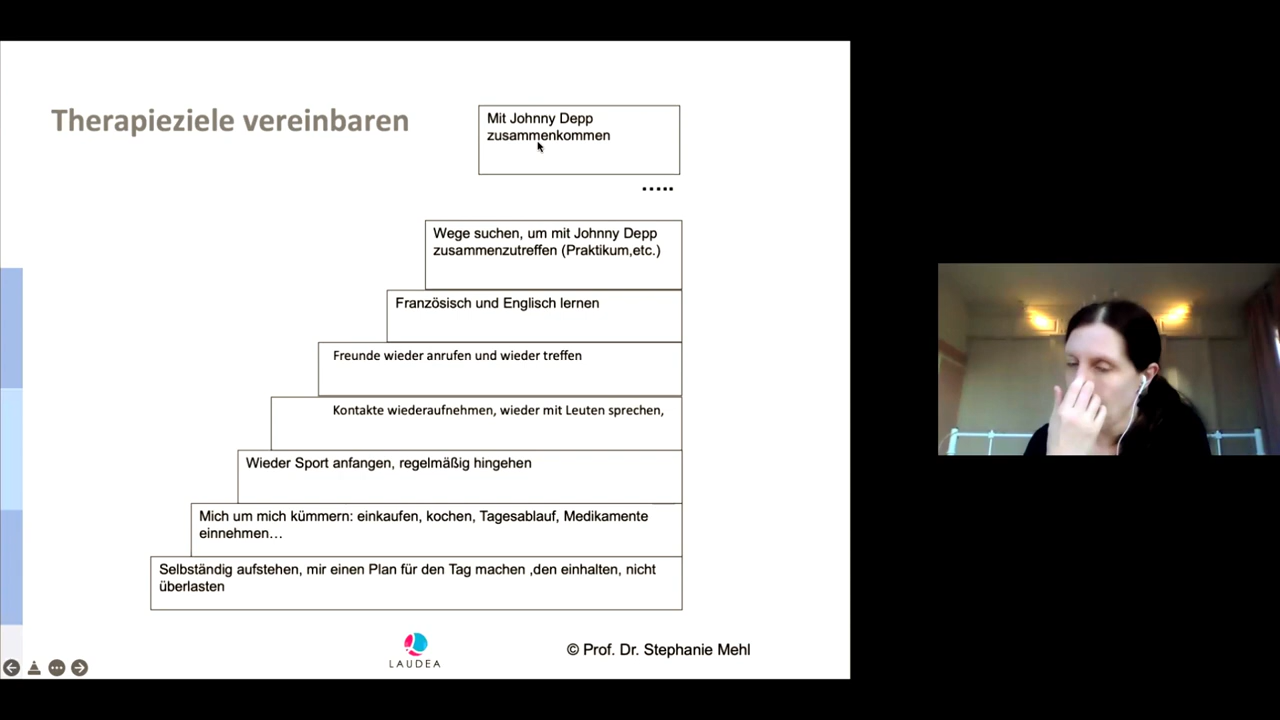 Therapieziele vereinbaren
Mit Johnny Depp
zusammenkommen
.....
Wege suchen, um mit Johnny Depp
zusammenzutreffen (Praktikum,etc.)
Französisch und Englisch lernen
Freunde wieder anrufen und wieder treffen
Kontakte wiederaufnehmen, wieder mit Leuten sprechen,
Wieder Sport anfangen, regelmäßig hingehen
Mich um mich kümmern: einkaufen, kochen, Tagesablauf, Medikamente
einnehmen…
Selbständig aufstehen, mir einen Plan für den Tag machen ,den einhalten, nicht
überlasten
LAUDEA
© Prof. Dr. Stephanie Mehl